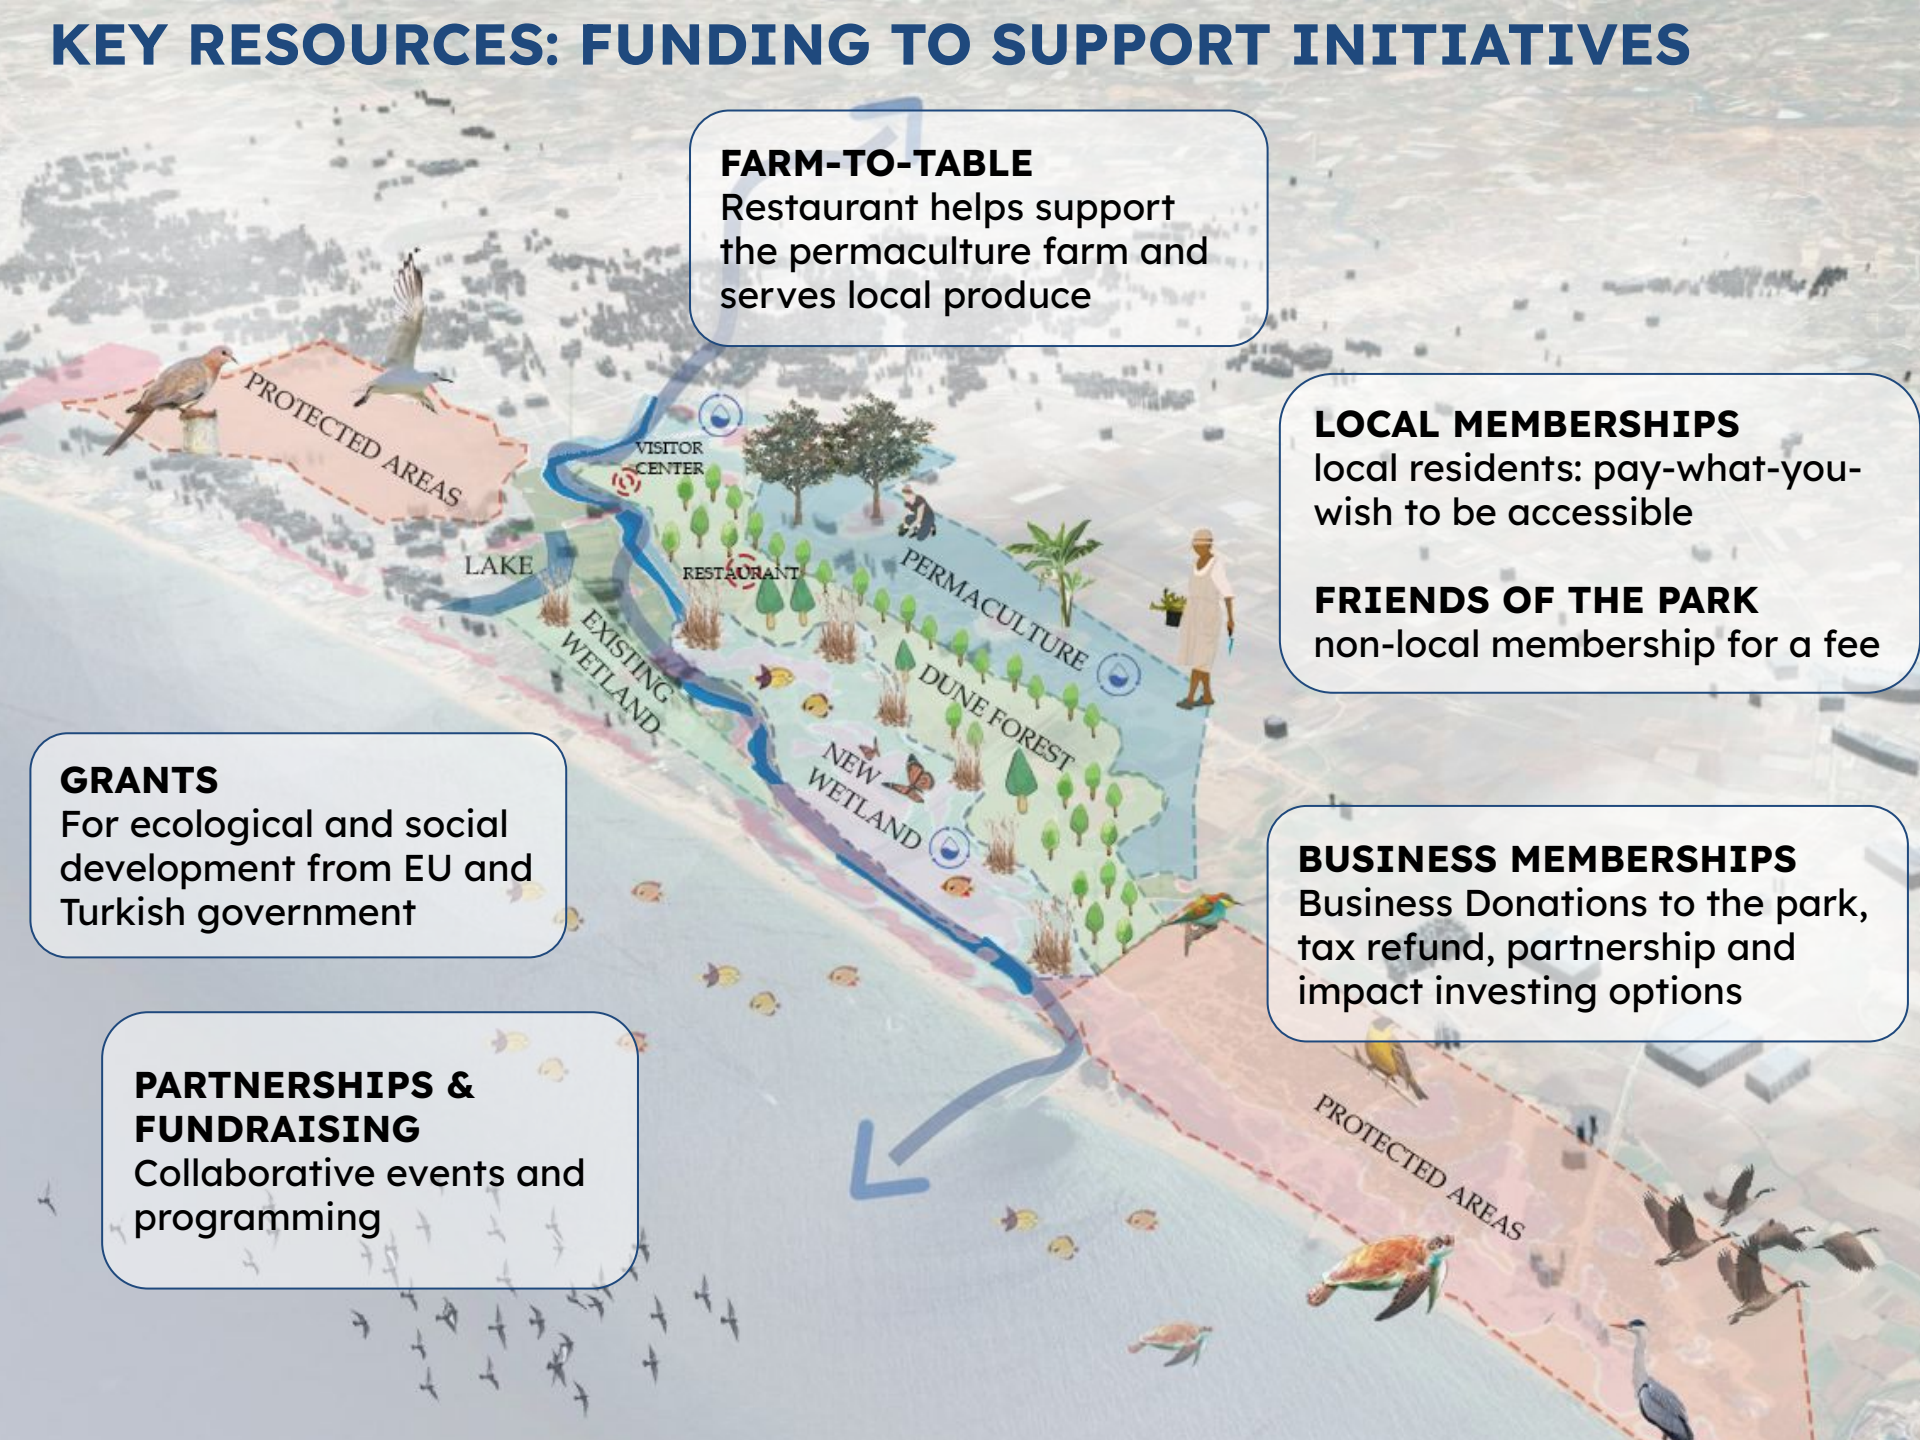 KEY RESOURCES: FUNDING TO SUPPORT INITIATIVES
FARM-TO-TABLE
Restaurant helps support
the permaculture farm and
serves local produce
LOCAL MEMBERSHIPS
local residents: pay-what-you-
wish to be accessible
FRIENDS OF THE PARK
non-local membership for a fee
PROTECTED AREAS
VISITOR
CENTER
LAKE
RESTAURANT
PERMACULTURE
EXISTING
WETLAND
DUNE FOREST
NEW
WETLAND
GRANTS
For ecological and social
development from EU and
Turkish government
BUSINESS MEMBERSHIPS
Business Donations to the park,
tax refund, partnership and
impact investing options
PARTNERSHIPS &
FUNDRAISING
Collaborative events and
programming
PROTECTED AREAS